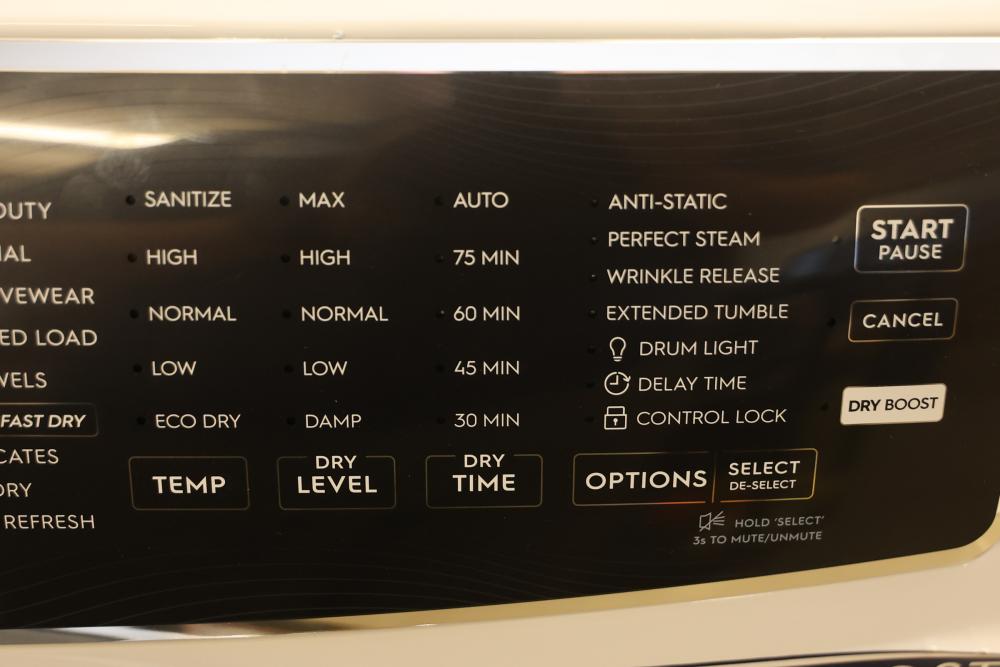 SANITIZE
HIGH
NORMAL
LOW
ECO DRY
TEMP
MAX
HIGH
NORMAL
LOW
DAMP
DRY
LEVEL
AUTO
75 MIN
60 MIN
45 MIN
30 MIN
DRY
TIME
ANTI-STATIC
PERFECT STEAM
WRINKLE RELEASE
EXTENDED TUMBLE
DRUM LIGHT
DELAY TIME
CONTROL LOCK
OPTIONS
SELECT
DE-SELECT
HOLD 'SELECT'
3s TO MUTE/UNMUTE
START
PAUSE
CANCEL
DRY BOOST
LOAD
FAST DRY
REFRESH